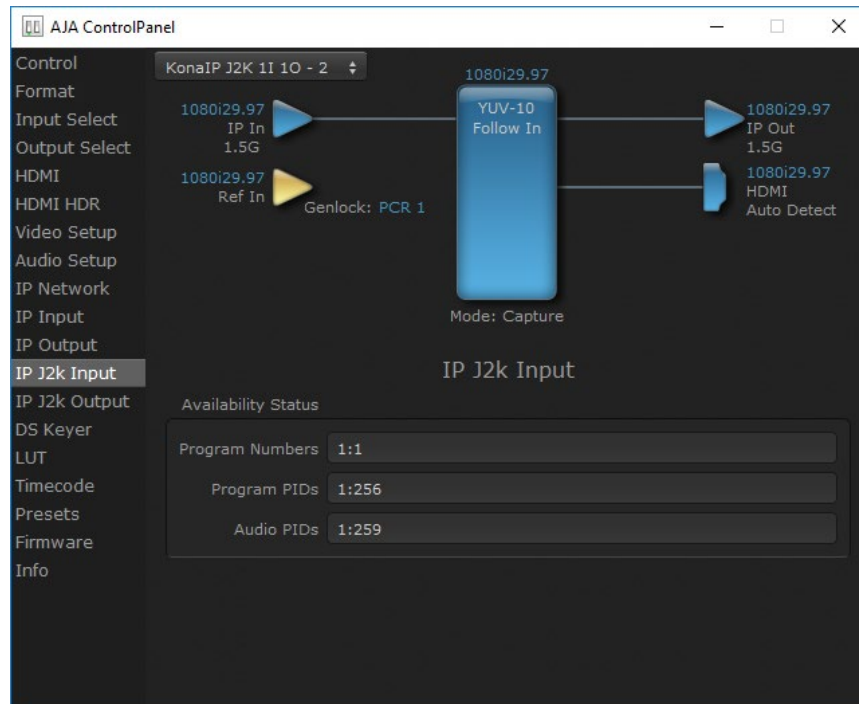 AJA ControlPanel
Control
Format
Input Select
Output Select
HDMI
HDMI HDR
Video Setup
Audio Setup
IP Network
IP Input
IP Output
IP J2k Input
IP J2k Output
DS Keyer
LUT
Timecode
Presets
Firmware
Info
KonaIP J2K 1I 1O - 2
1080i29.97
1080i29.97
IP In
1.5G
1080i29.97
Ref In
Genlock: PCR 1
YUV-10
Follow In
Mode: Capture
1080i29.97
IP Out
1.5G
1080i29.97
HDMI
Auto Detect
IP J2k Input
Availability Status
Program Numbers 1:1
Program PIDs 1:256
Audio PIDs 1:259